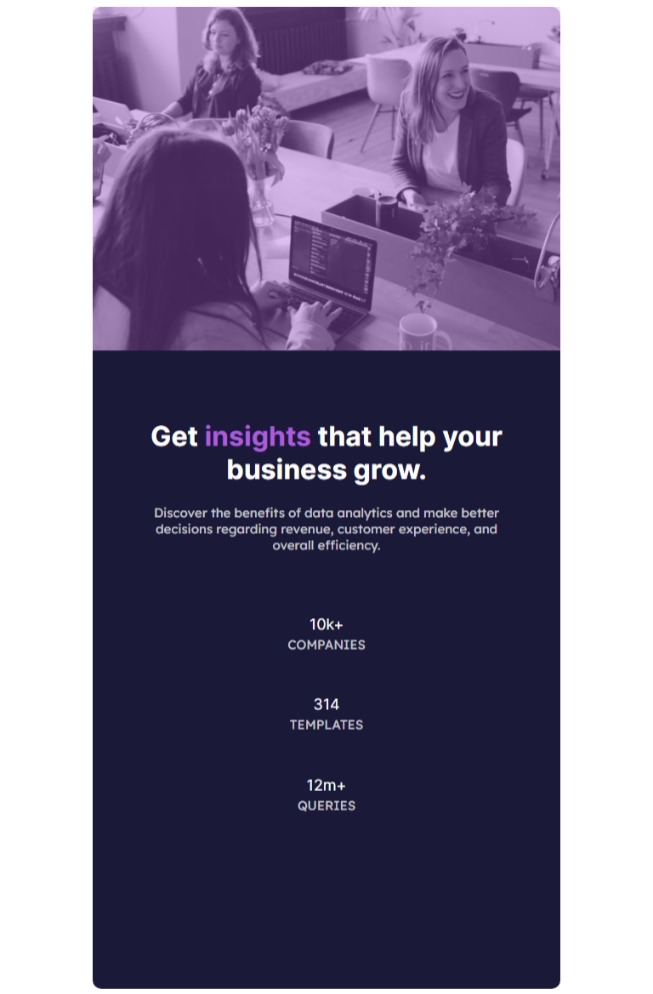 Get insights that help your
business grow.
Discover the benefits of data analytics and make better
decisions regarding revenue, customer experience, and
overall efficiency.
10k+
COMPANIES
314
TEMPLATES
12m+
QUERIES